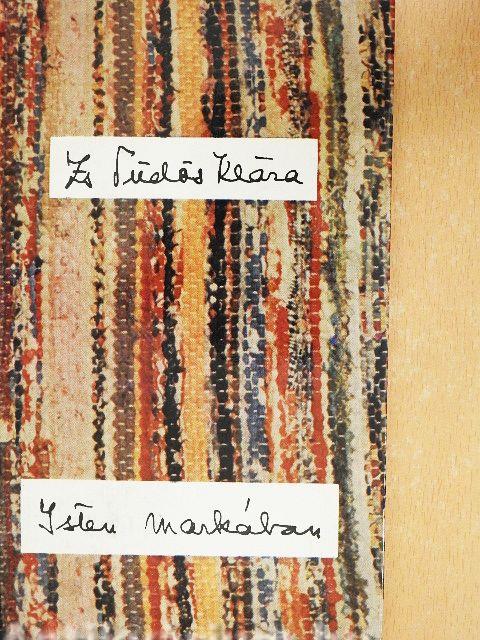 Zs Tüdős Klára
Isten markában